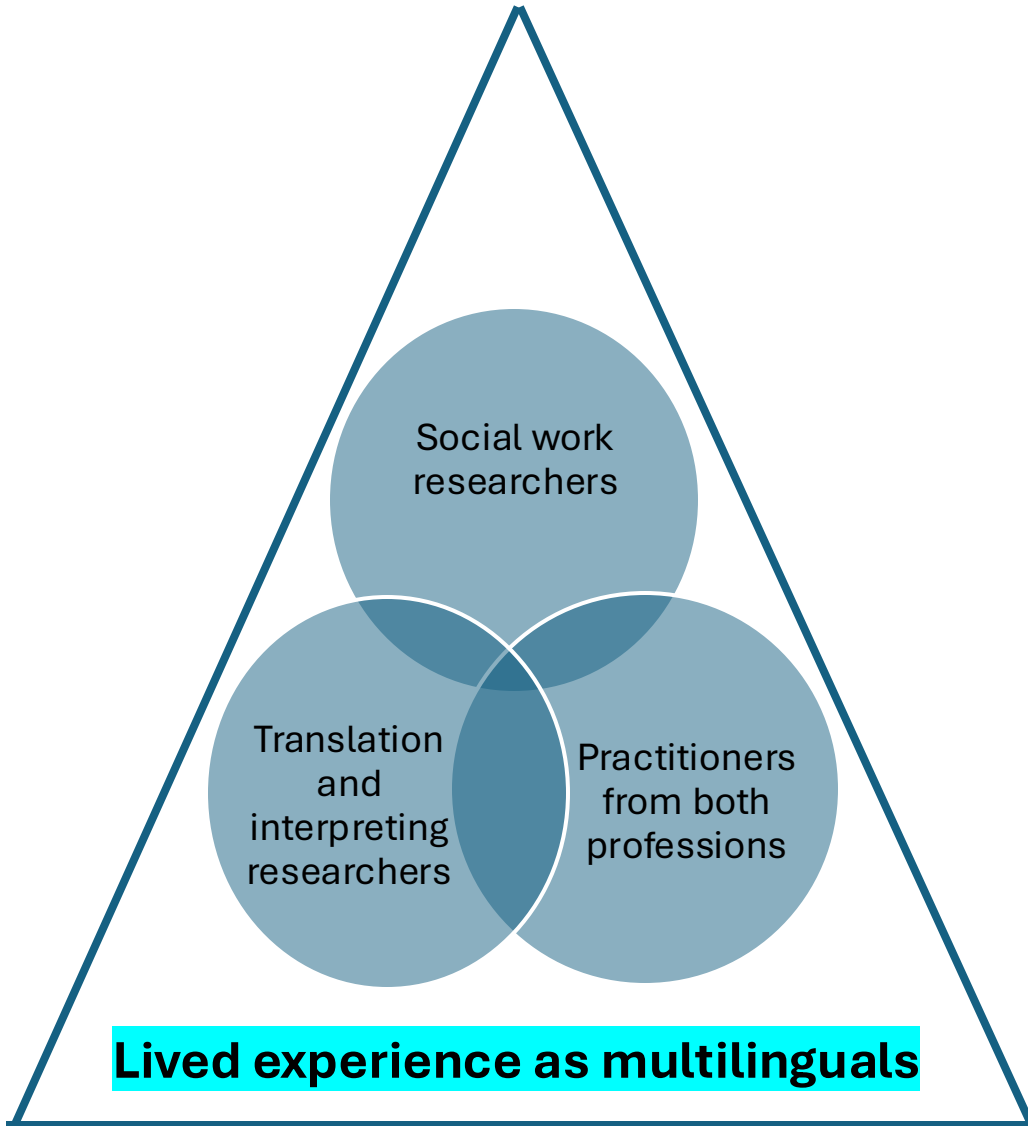 Social work
researchers
Translation
and
interpreting
researchers
Practitioners
from both
professions
Lived experience as multilinguals